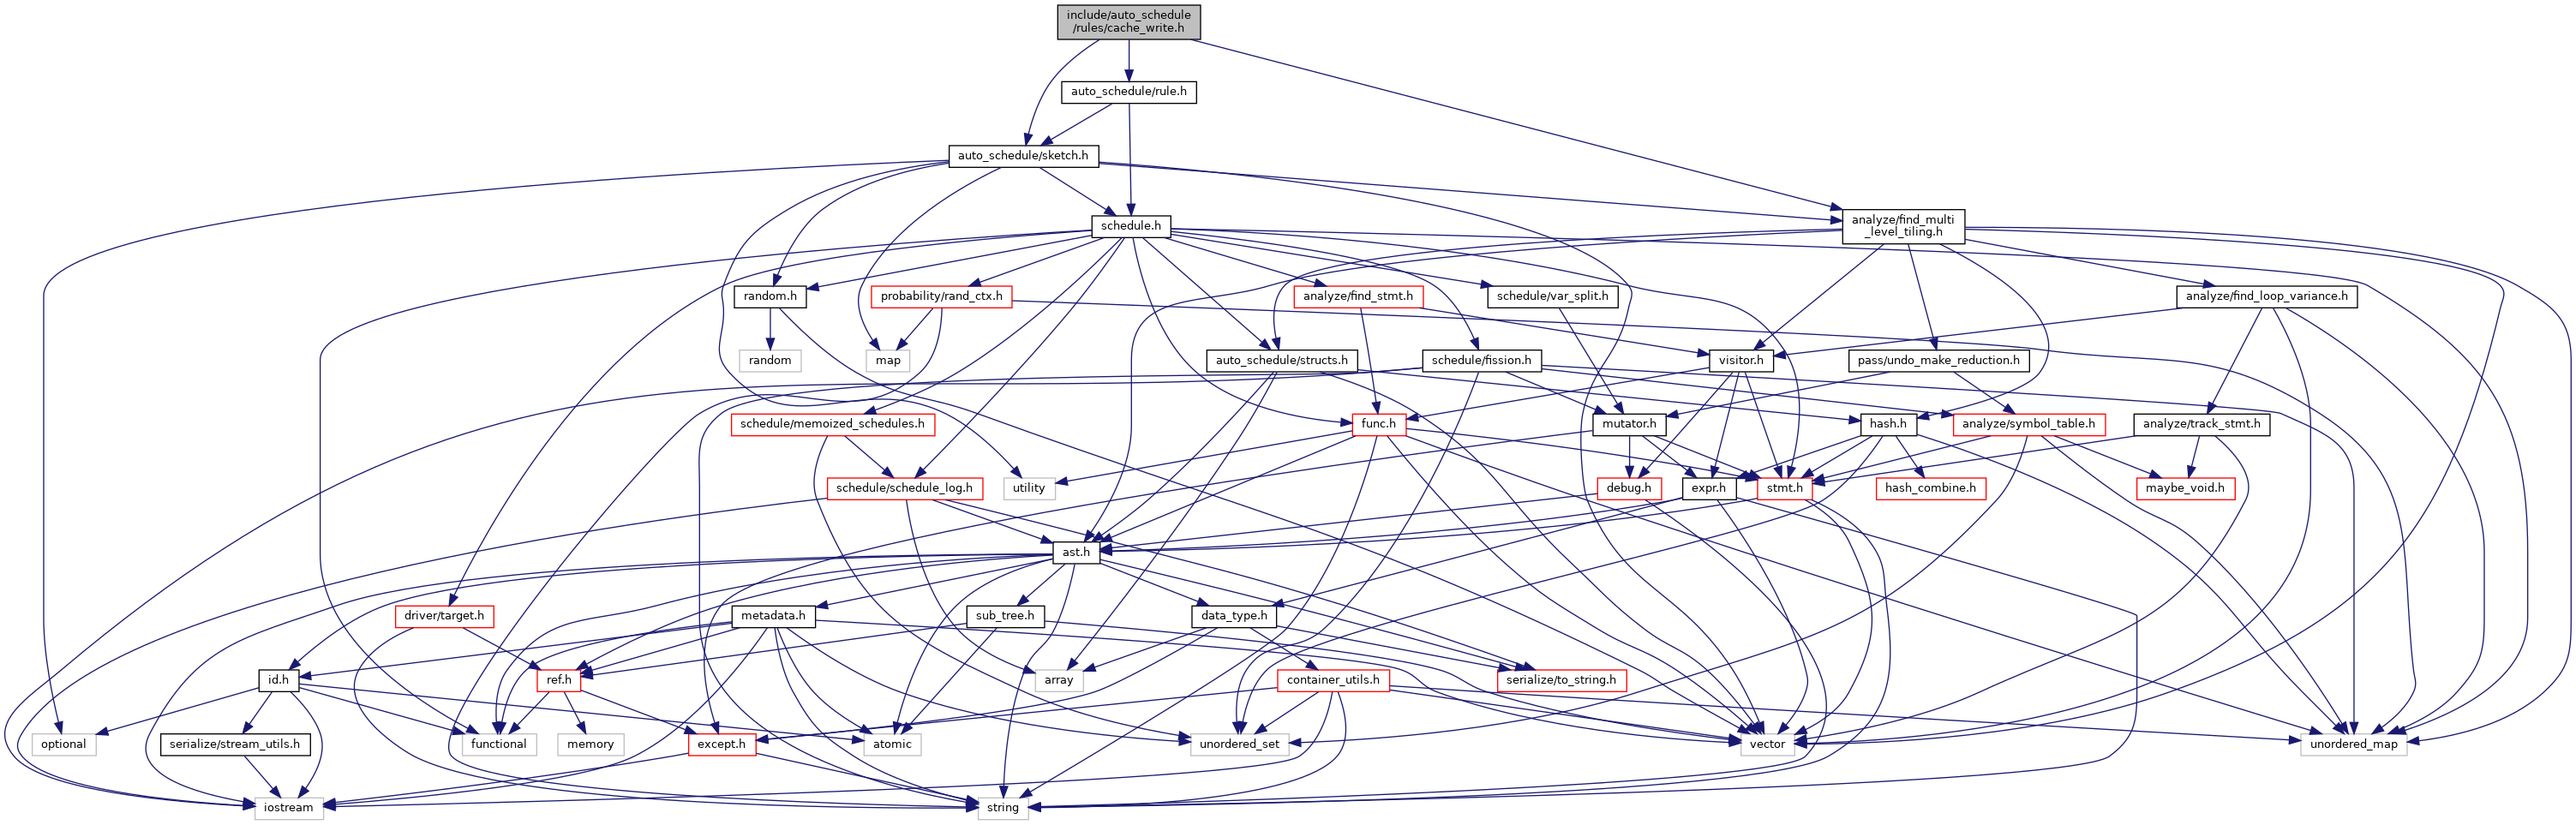 include/auto_schedule
/rules/cache_write.h
auto_schedule/rule.h
auto_schedule/sketch.h
schedule.h
analyze/find_multi
_level_tiling.h
random.h
probability/rand_ctx.h
analyze/find_stmt.h
schedule/var_split.h
analyze/find_loop_variance.h
random
map
auto_schedule/structs.h
schedule/fission.h
visitor.h
pass/undo_make_reduction.h
schedule/memoized_schedules.h
func.h
mutator.h
hash.h
analyze/symbol_table.h
analyze/track_stmt.h
schedule/schedule_log.h
utility
debug.h
expr.h
stmt.h
hash_combine.h
maybe_void.h
ast.h
driver/target.h
metadata.h
sub_tree.h
data_type.h
id.h
ref.h
array
container_utils.h
serialize/to_string.h
optional
serialize/stream_utils.h
functional
memory
except.h
atomic
unordered_set
vector
unordered_map
iostream
string